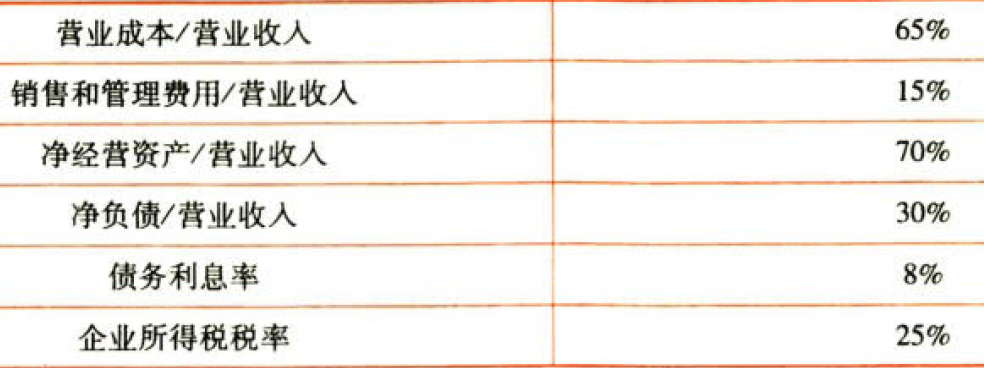 营业成本/营业收入 65%
销售和管理费用/营业收入 15%
净经营资产/营业收入 70%
净负债/营业收入 30%
债务利息率 8%
企业所得税税率 25%